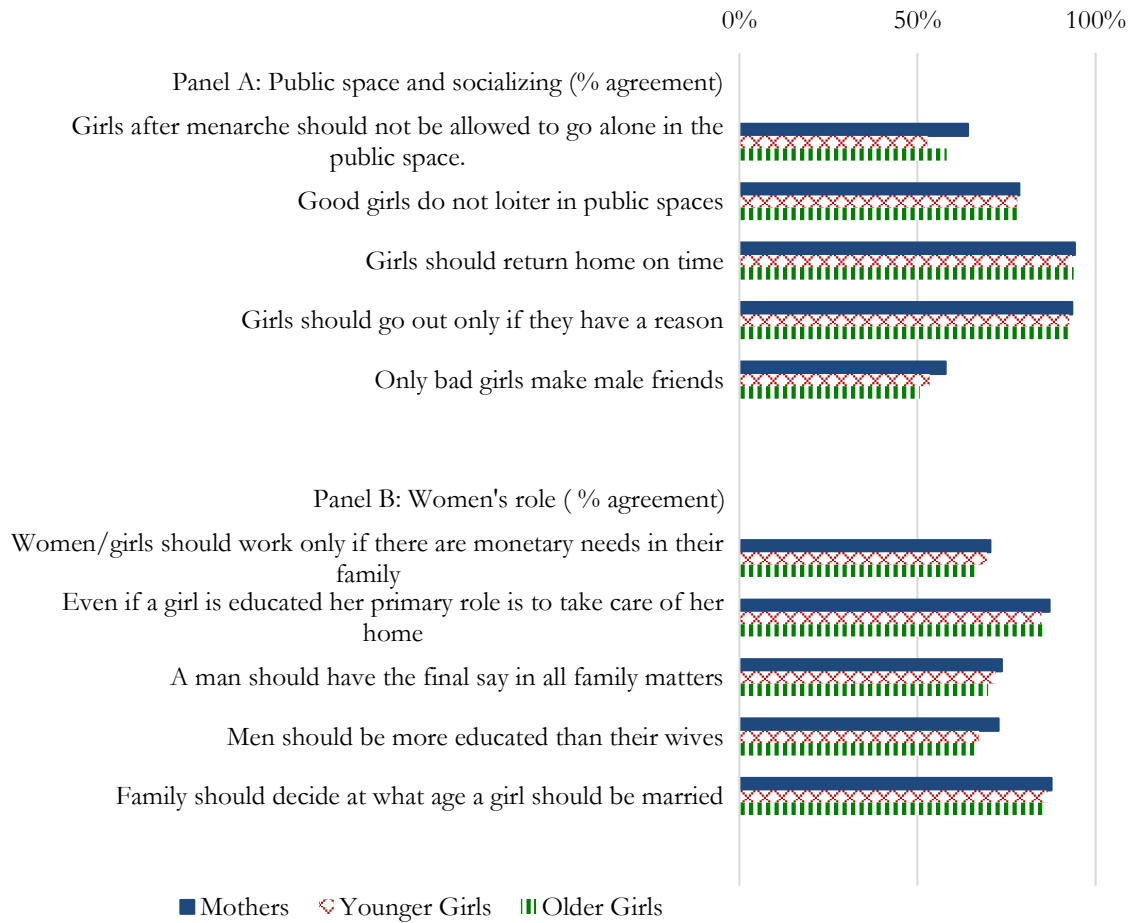 0% 50% 100%
Panel A: Public space and socializing (% agreement)
Girls after menarche should not be allowed to go alone in the
public space.
Good girls do not loiter in public spaces
Girls should return home on time
Girls should go out only if they have a reason
Only bad girls make male friends
Panel B: Women's role ( % agreement)
Women/girls should work only if there are monetary needs in their
family
Even if a girl is educated her primary role is to take care of her
home
A man should have the final say in all family matters
Men should be more educated than their wives
Family should decide at what age a girl should be married
Mothers Younger Girls Older Girls